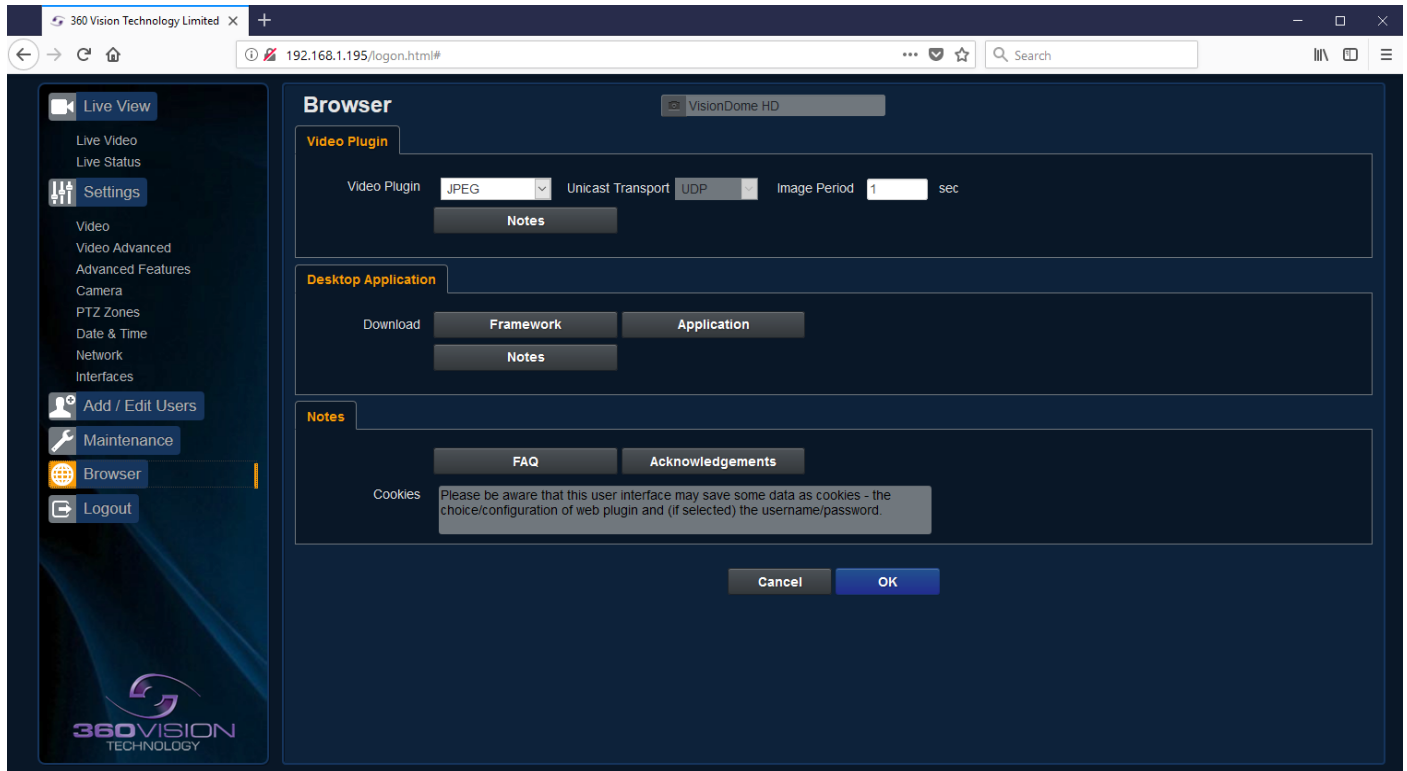 360 Vision Technology Limited
192.168.1.195/logon.html#
Search
Live View
Live Video
Live Status
Settings
Video
Video Advanced
Advanced Features
Camera
PTZ Zones
Date & Time
Network
Interfaces
Add / Edit Users
Maintenance
Browser
Logout
360VISION
TECHNOLOGY
Browser
VisionDome HD
Video Plugin
Video Plugin JPEG Unicast Transport UDP Image Period 1 sec
Notes
Desktop Application
Download Framework Application
Notes
Notes
FAQ Acknowledgements
Cookies Please be aware that this user interface may save some data as cookies - the
choice/configuration of web plugin and (if selected) the username/password.
Cancel OK